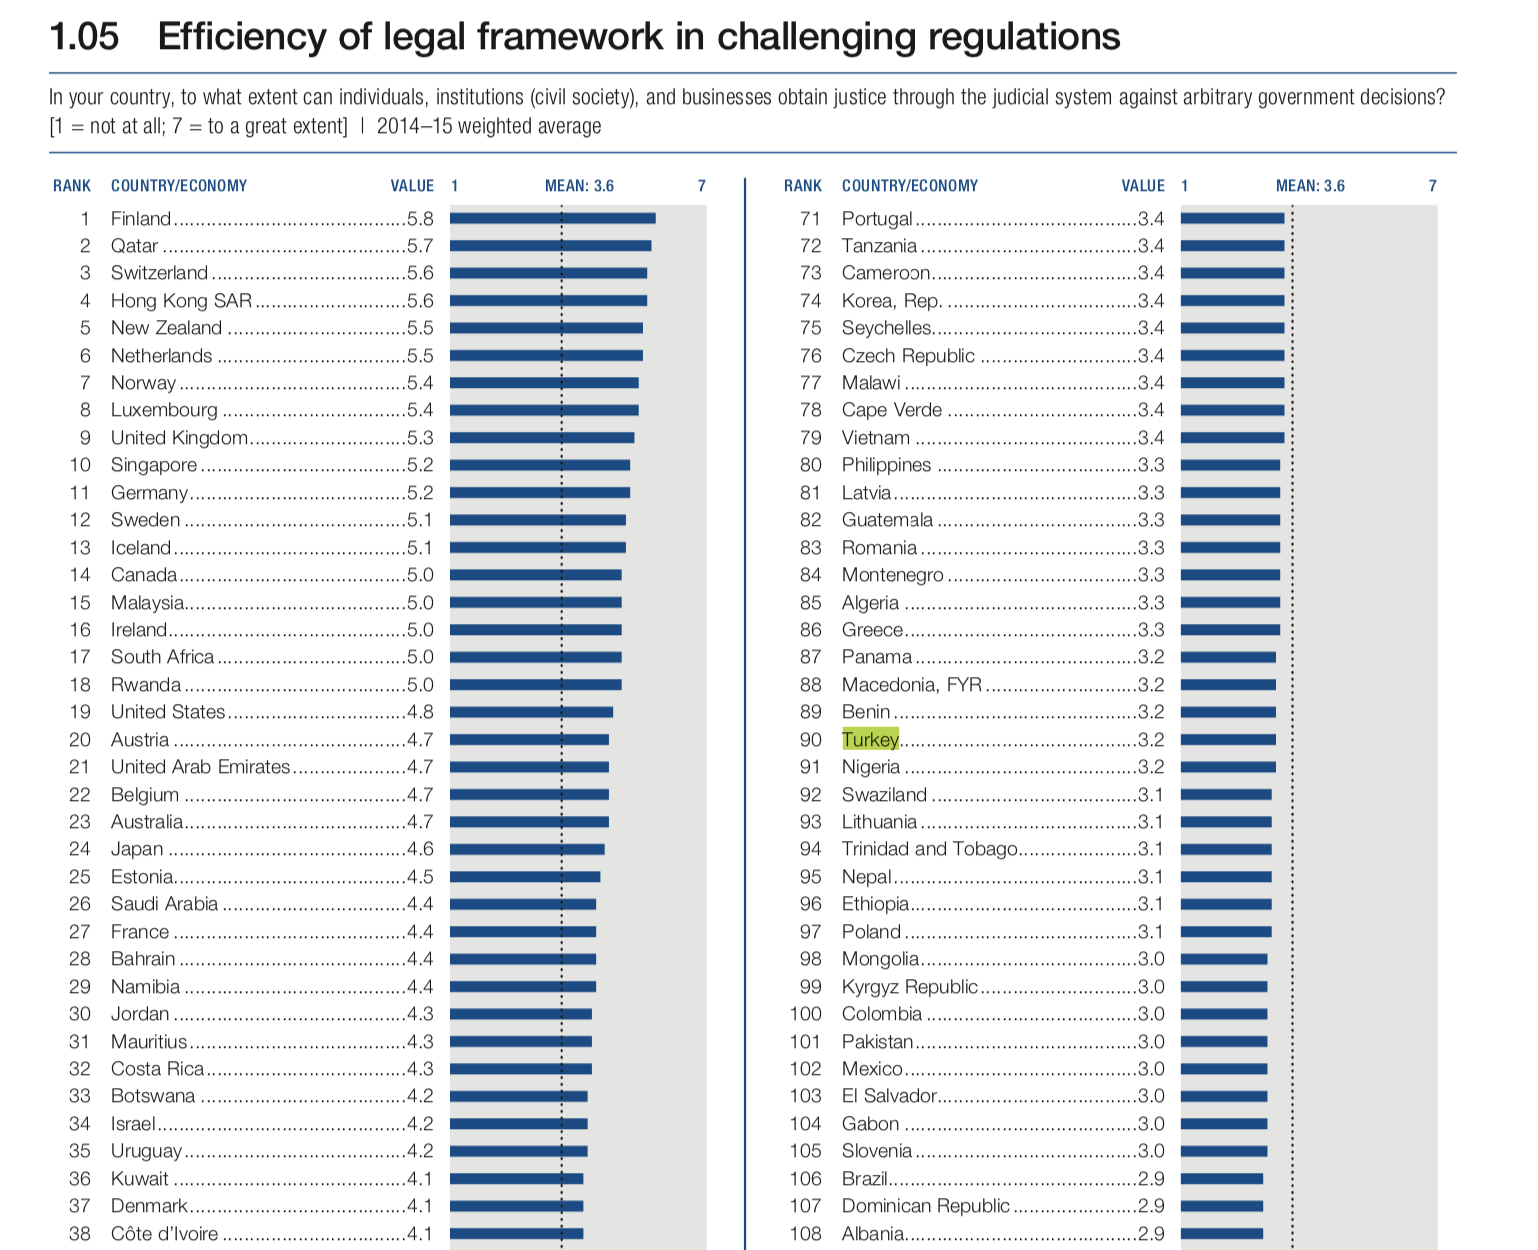 1.05 Efficiency of legal framework in challenging regulations
In your country, to what extent can individuals, institutions (civil society), and businesses obtain justice through the judicial system against arbitrary government decisions?
[1 = not at all; 7 = to a great extent] | 2014–15 weighted average
RANK COUNTRY/ECONOMY VALUE 1 MEAN: 3.6 7
1 Finland 5.8
2 Qatar 5.7
3 Switzerland 5.6
4 Hong Kong SAR 5.6
5 New Zealand 5.5
6 Netherlands 5.5
7 Norway 5.4
8 Luxembourg 5.4
9 United Kingdom 5.3
10 Singapore 5.2
11 Germany 5.2
12 Sweden 5.1
13 Iceland 5.1
14 Canada 5.0
15 Malaysia 5.0
16 Ireland 5.0
17 South Africa 5.0
18 Rwanda 5.0
19 United States 4.8
20 Austria 4.7
21 United Arab Emirates 4.7
22 Belgium 4.7
23 Australia 4.7
24 Japan 4.6
25 Estonia 4.5
26 Saudi Arabia 4.4
27 France 4.4
28 Bahrain 4.4
29 Namibia 4.4
30 Jordan 4.3
31 Mauritius 4.3
32 Costa Rica 4.3
33 Botswana 4.2
34 Israel 4.2
35 Uruguay 4.2
36 Kuwait 4.1
37 Denmark 4.1
38 Côte d'Ivoire 4.1
RANK COUNTRY/ECONOMY VALUE 1 MEAN: 3.6 7
71 Portugal 3.4
72 Tanzania 3.4
73 Cameroon 3.4
74 Korea, Rep. 3.4
75 Seychelles 3.4
76 Czech Republic 3.4
77 Malawi 3.4
78 Cape Verde 3.4
79 Vietnam 3.4
80 Philippines 3.3
81 Latvia 3.3
82 Guatemala 3.3
83 Romania 3.3
84 Montenegro 3.3
85 Algeria 3.3
86 Greece 3.3
87 Panama 3.2
88 Macedonia, FYR 3.2
89 Benin 3.2
90 Turkey 3.2
91 Nigeria 3.2
92 Swaziland 3.1
93 Lithuania 3.1
94 Trinidad and Tobago 3.1
95 Nepal 3.1
96 Ethiopia 3.1
97 Poland 3.1
98 Mongolia 3.0
99 Kyrgyz Republic 3.0
100 Colombia 3.0
101 Pakistan 3.0
102 Mexico 3.0
103 El Salvador 3.0
104 Gabon 3.0
105 Slovenia 3.0
106 Brazil 2.9
107 Dominican Republic 2.9
108 Albania 2.9